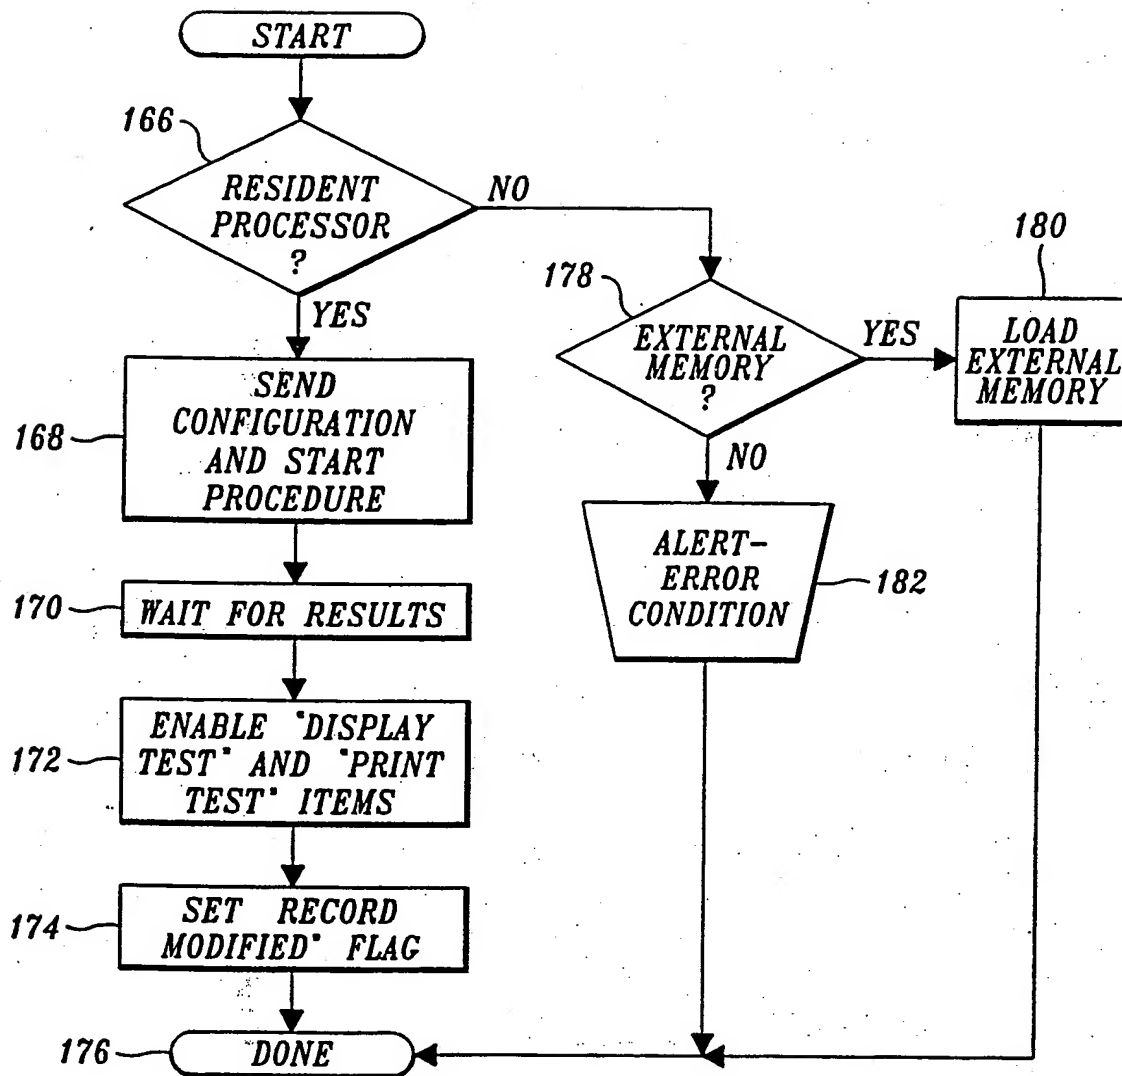 START
166
RESIDENT
PROCESSOR
?
NO
YES
168
SEND
CONFIGURATION
AND START
PROCEDURE
170
WAIT FOR RESULTS
172
ENABLE "DISPLAY
TEST" AND "PRINT
TEST" ITEMS
174
SET RECORD
MODIFIED" FLAG
176
DONE
178
EXTERNAL
MEMORY
?
YES
NO
180
LOAD
EXTERNAL
MEMORY
ALERT-
ERROR
CONDITION
182